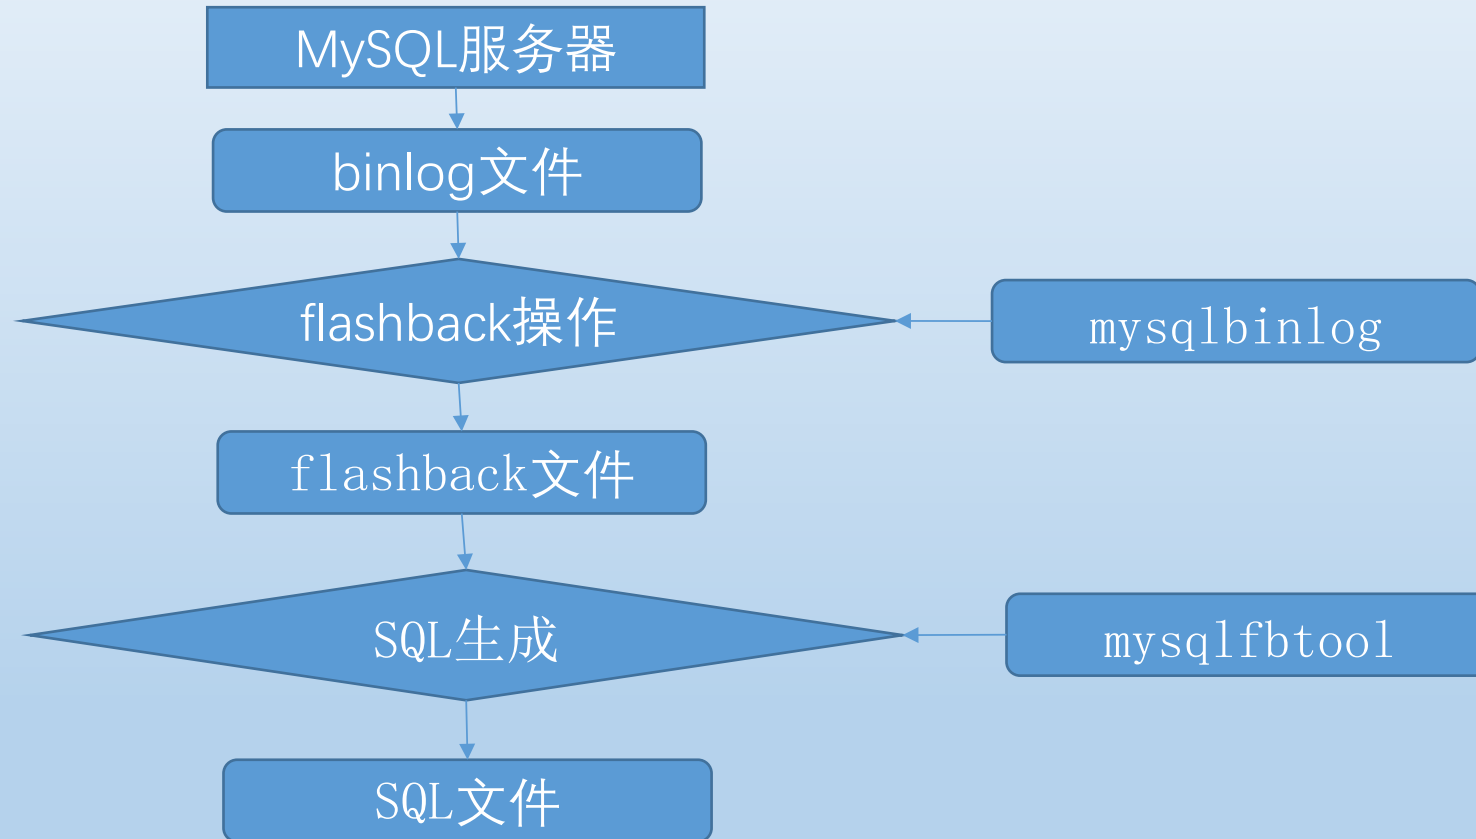 MySQL服务器
binlog文件
flashback操作
mysqlbinlog
flashback文件
SQL生成
mysqlfbtool
SQL文件